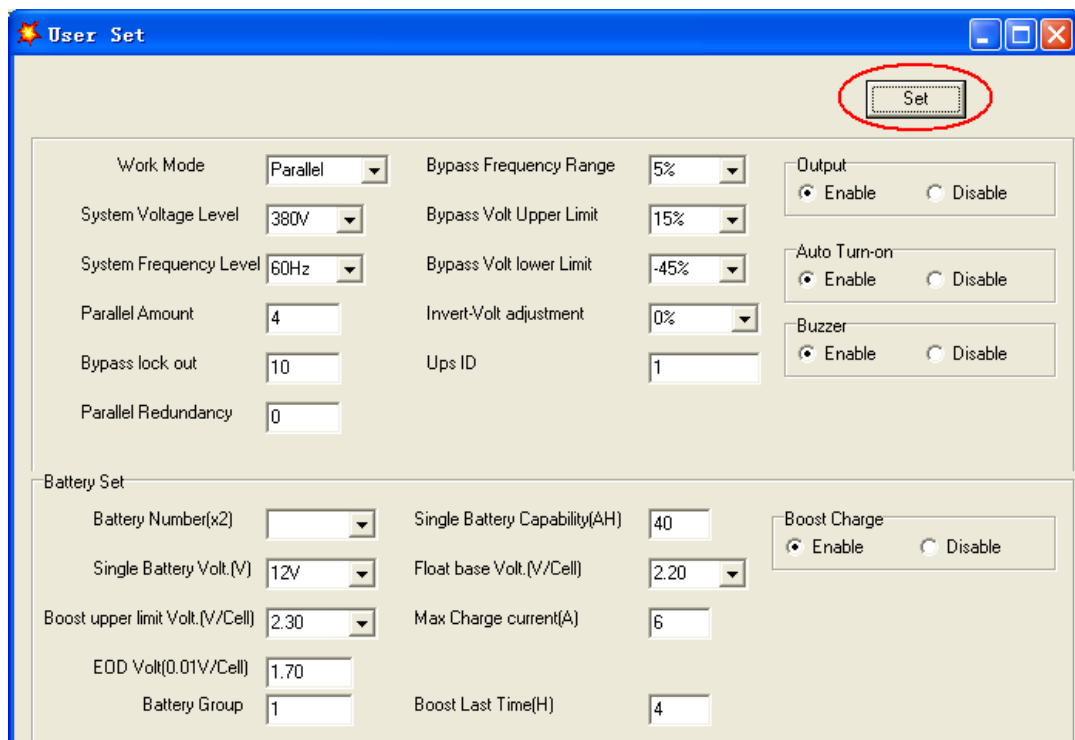 User Set
Set
Work Mode Parallel Bypass Frequency Range 5% Output
Enable Disable
System Voltage Level 380V Bypass Volt Upper Limit 15%
System Frequency Level 60Hz Bypass Volt lower Limit -45% Auto Turn-on
Enable Disable
Parallel Amount 4 Invert-Volt adjustment 0% Buzzer
Enable Disable
Bypass lock out 10 Ups ID 1
Parallel Redundancy 0
Battery Set
Battery Number(x2) Single Battery Capability(AH) 40 Boost Charge
Enable Disable
Single Battery Volt.(V) 12V Float base Volt.(V/Cell) 2.20
Boost upper limit Volt.(V/Cell) 2.30 Max Charge current(A) 6
EOD Volt(0.01V/Cell) 1.70
Battery Group 1 Boost Last Time(H) 4